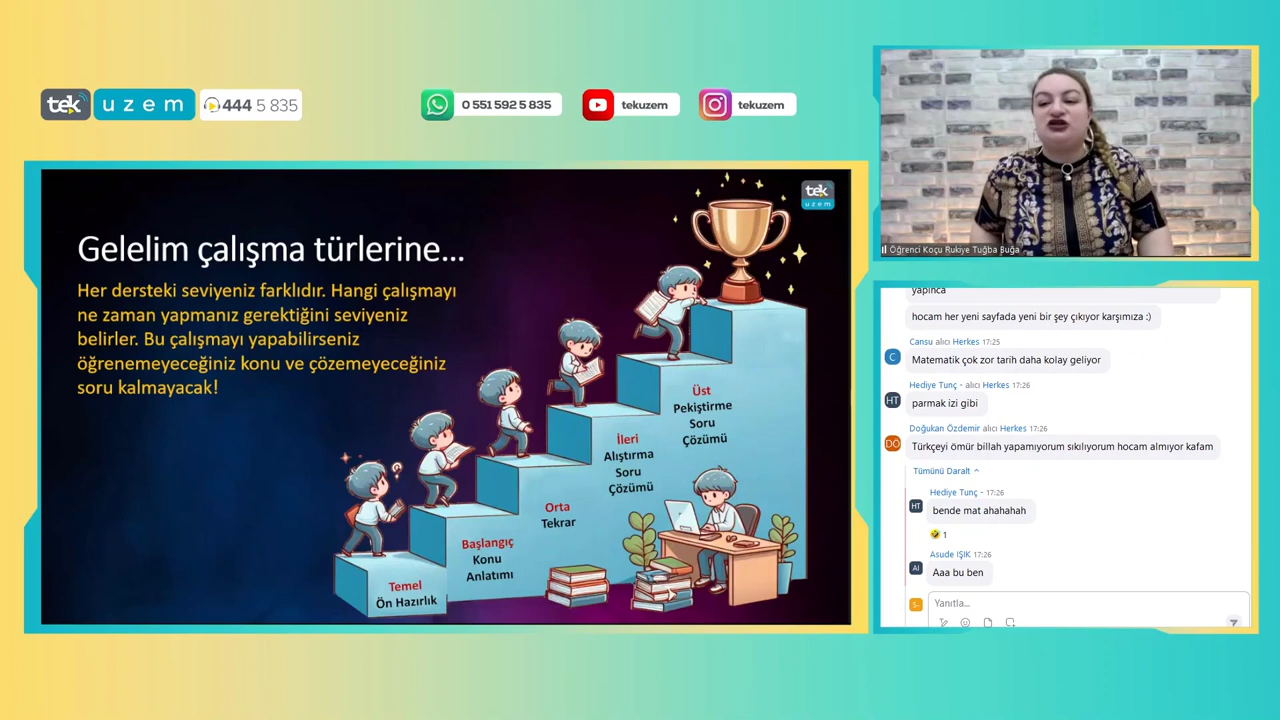 tek uzem 444 5 835
0 551 592 5 835
tekuzem
tekuzem
tek
uzem
Gelelim çalışma türlerine...
Her dersteki seviyeniz farklıdır. Hangi çalışmayı
ne zaman yapmanız gerektiğini seviyeniz
belirler. Bu çalışmayı yapabilirseniz
öğrenemeyeceğiniz konu ve çözemeyeceğiniz
soru kalmayacak!
Üst
Pekiştirme
Soru
Çözümü
İleri
Alıştırma
Soru
Çözümü
Orta
Tekrar
Başlangıç
Konu
Anlatımı
Temel
Ön Hazırlık
Öğrenci Koçu Rukiye Tuğba Buğa
yapınca
hocam her yeni sayfada yeni bir şey çıkıyor karşımıza :)
Cansu alıcı Herkes 17:25
C
Matematik çok zor tarih daha kolay geliyor
Hediye Tunç - alıcı Herkes 17:26
HT
parmak izi gibi
Doğukan Özdemir alıcı Herkes 17:26
DÖ
Türkçeyi ömür billah yapamıyorum sıkılıyorum hocam almıyor kafam
Tümünü Daralt
Hediye Tunç - 17:26
HT
bende mat ahahahah
1
Asude IŞIK 17:26
AI
Aaa bu ben
S-
Yanıtla...